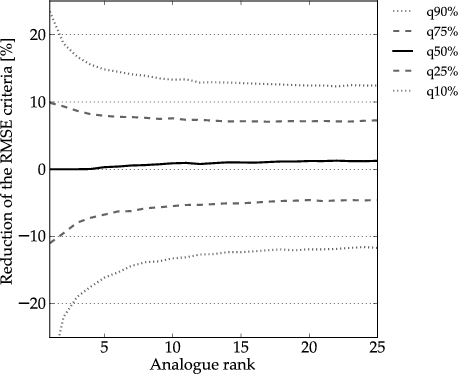 Reduction of the RMSE criteria [%]
20
10
0
−10
−20
5
10
15
20
25
Analogue rank
q90%
q75%
q50%
q25%
q10%